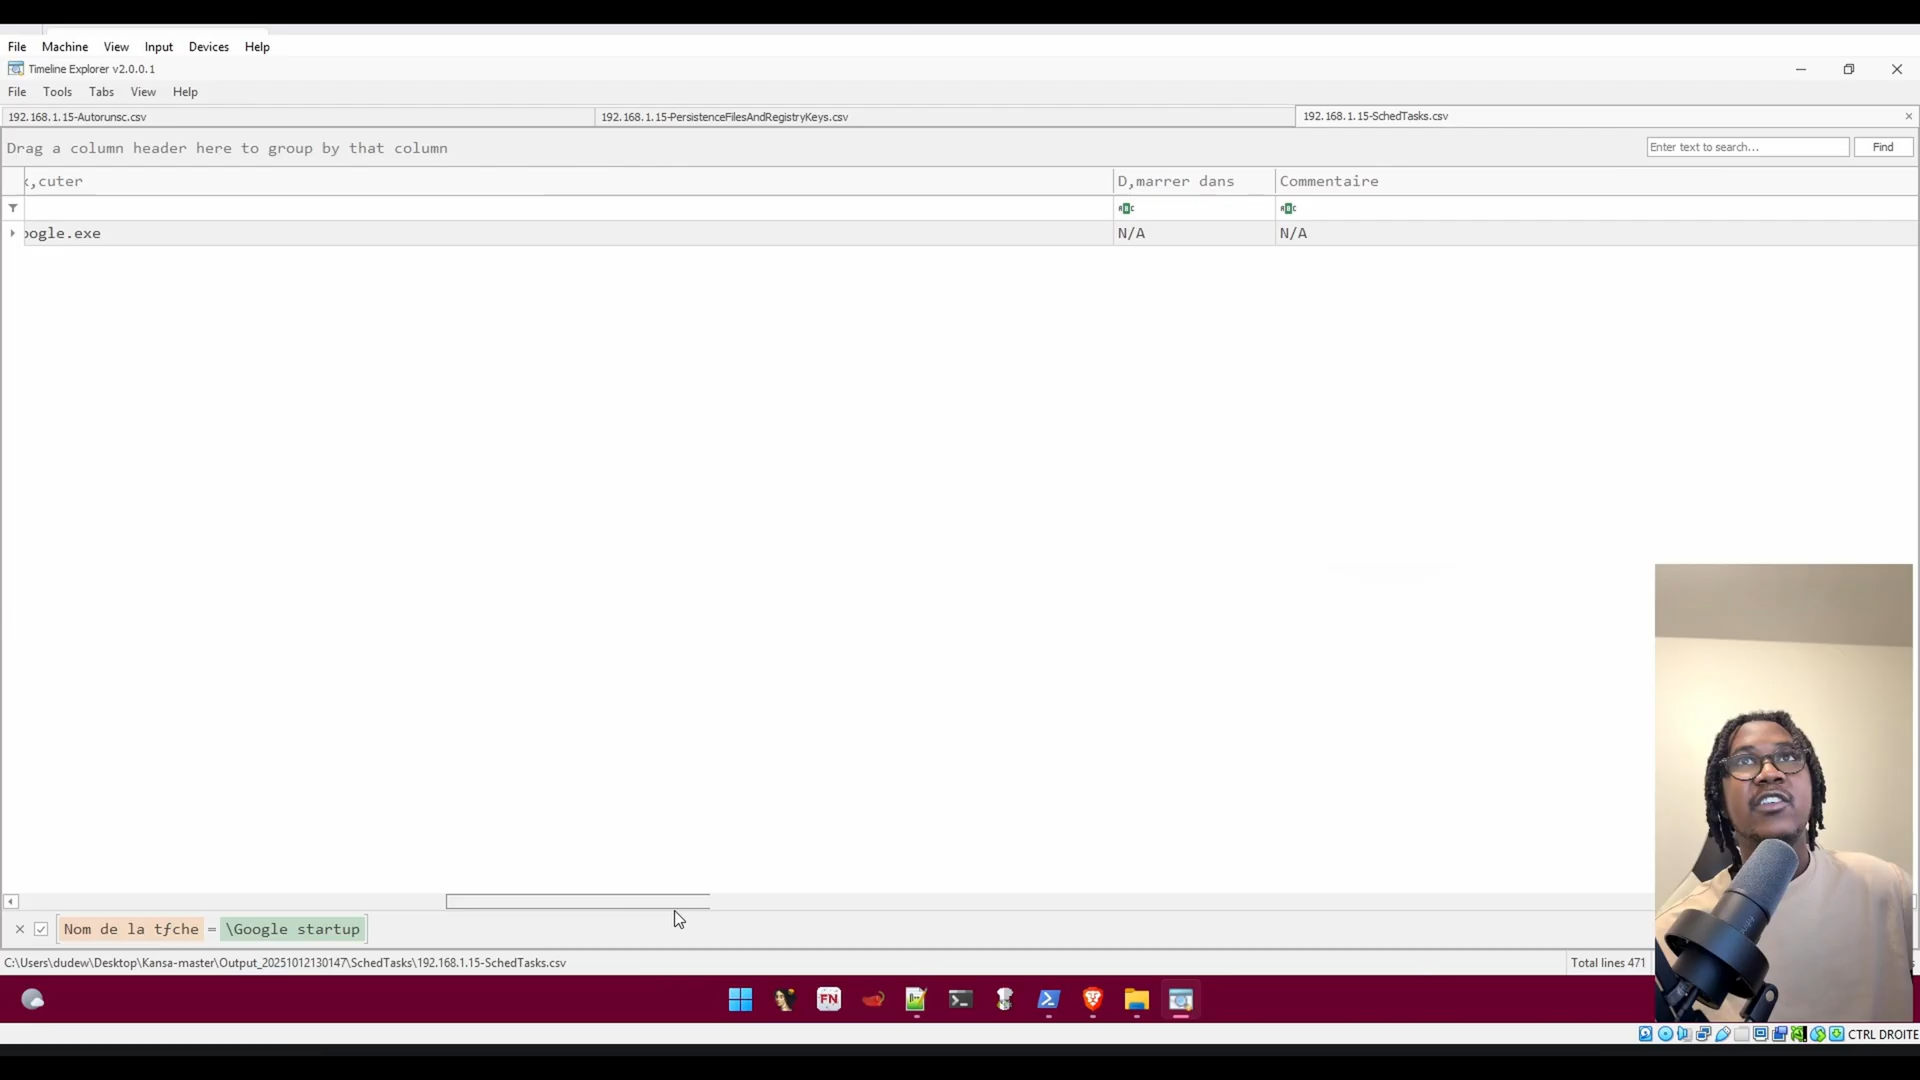 File Machine View Input Devices Help
Timeline Explorer v2.0.0.1
File Tools Tabs View Help
192.168.1.15-Autorunsc.csv 192.168.1.15-PersistenceFilesAndRegistryKeys.csv 192.168.1.15-SchedTasks.csv
Drag a column header here to group by that column Enter text to search... Find
,cuter D,marrer dans Commentaire
ogle.exe N/A N/A
Nom de la tƒche = \Google startup
C:\Users\dudew\Desktop\Kansa-master\Output_20251012130147\SchedTasks\192.168.1.15-SchedTasks.csv Total lines 471
FN
CTRL DROITE